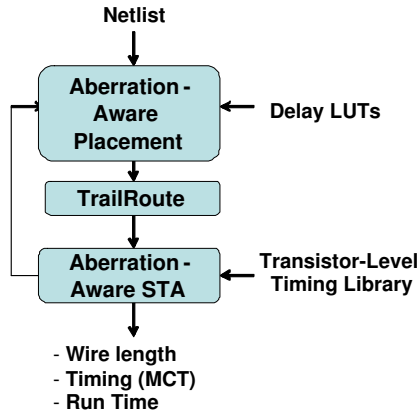 Netlist
Aberration -
Aware
Placement
Delay LUTs
TrailRoute
Aberration -
Aware STA
Transistor-Level
Timing Library
- Wire length
- Timing (MCT)
- Run Time